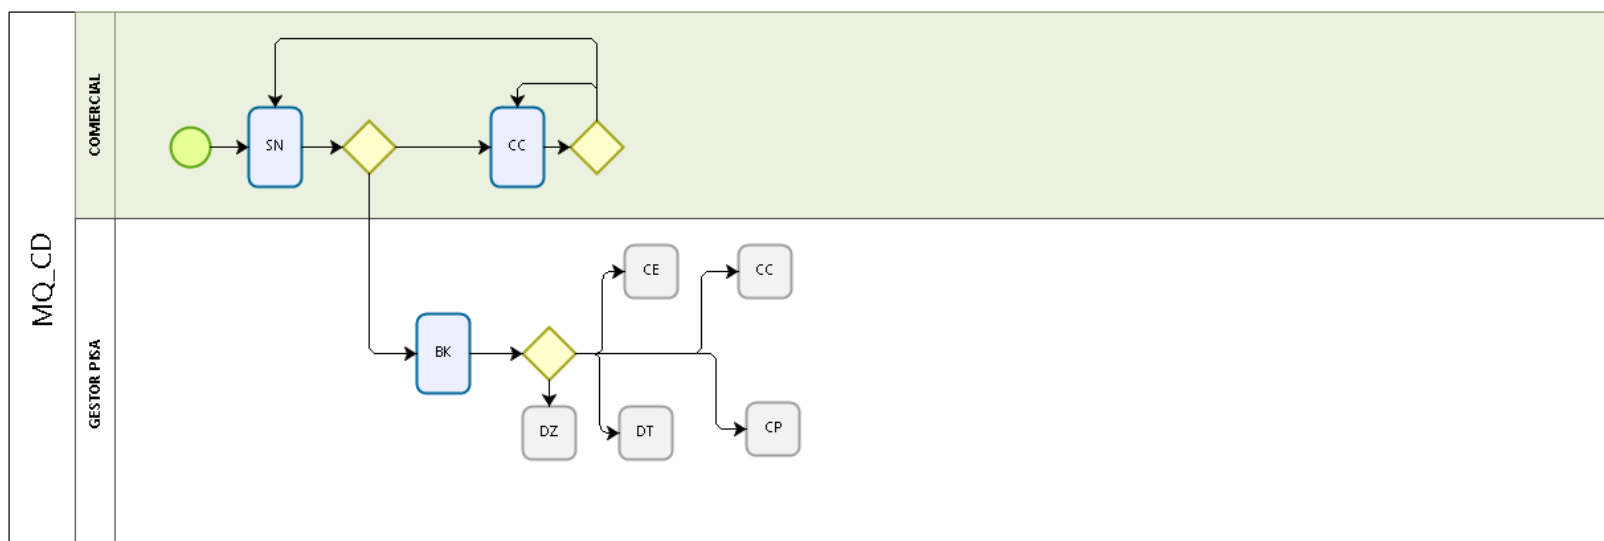 MQ_CD
COMERCIAL
SN
CC
GESTOR PISA
CE
CC
BK
DZ
DT
CP